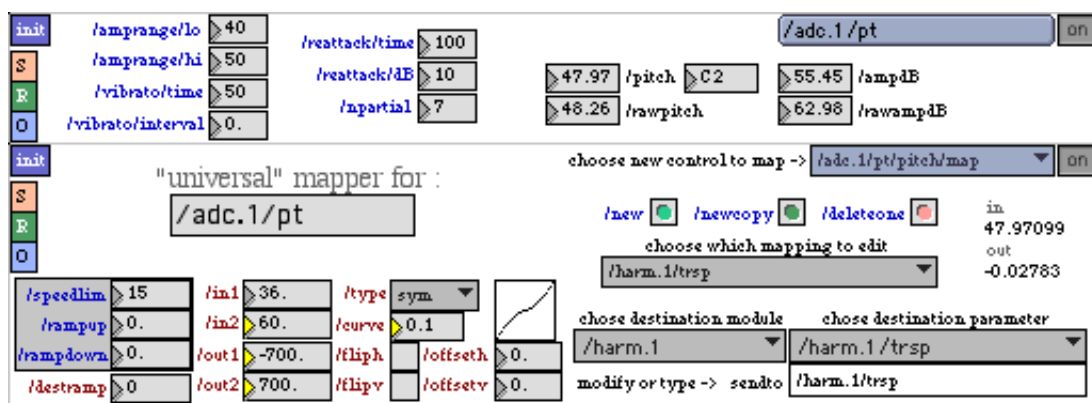 init /amprange/lo 40 /reattack/time 100 /adc.1/pt on
S /amprange/hi 50 /reattack/dB 10 47.97 /pitch C2 55.45 /ampdB
R /vibrato/time 50 /npartial 7 48.26 /rawpitch 62.98 /rawampdB
O /vibrato/interval 0.
init choose new control to map -> /adc.1/pt/pitch/map on
"universal" mapper for :
S /adc.1/pt /new /newcopy /deleteone in
R 47.97099
choose which mapping to edit out
O /harm.1/trsp -0.02783
/speedlim 15 /in1 36. /type sym
/rampup 0. /in2 60. /curve 0.1 chose destination module chose destination parameter
/rampdown 0. /out1 -700. /fliph /offseth 0. /harm.1 /harm.1/trsp
/destramp 0 /out2 700. /flipv /offsetv 0. modify or type -> sendto /harm.1/trsp